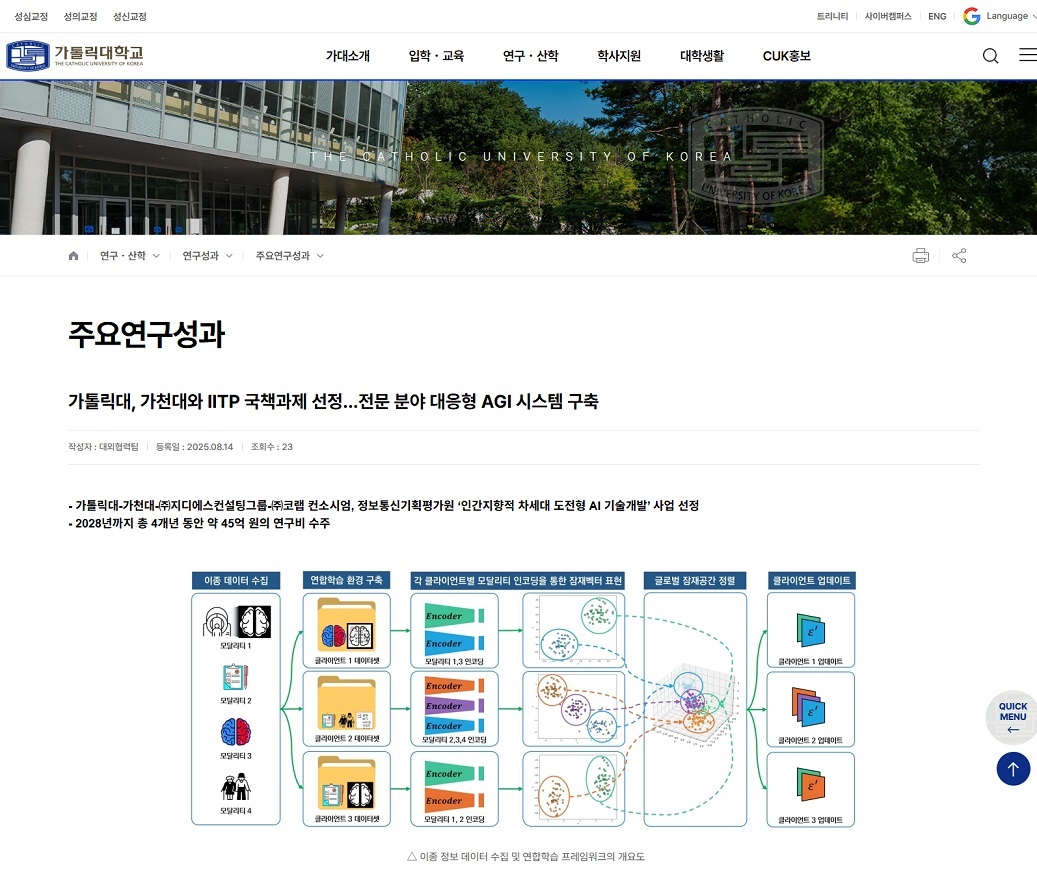 성심교정 성의교정 성신교정
트리니티 사이버캠퍼스 ENG Language
가톨릭대학교
THE CATHOLIC UNIVERSITY OF KOREA
가대소개 입학・교육 연구・산학 학사지원 대학생활 CUK홍보
THE CATHOLIC UNIVERSITY OF KOREA
CATHOLIC
UNIVERSITY OF KOREA
연구・산학 연구성과 주요연구성과
주요연구성과
가톨릭대, 가천대와 IITP 국책과제 선정...전문 분야 대응형 AGI 시스템 구축
작성자 : 대외협력팀 등록일 : 2025.08.14 조회수 : 23
- 가톨릭대-가천대-㈜지디에스컨설팅그룹-㈜코랩 컨소시엄, 정보통신기획평가원 ‘인간지향적 차세대 도전형 AI 기술개발’ 사업 선정
- 2028년까지 총 4개년 동안 약 45억 원의 연구비 수주
이종 데이터 수집 연합학습 환경 구축 각 클라이언트별 모달리티 인코딩을 통한 잠재벡터 표현 글로벌 잠재공간 정렬 클라이언트 업데이트
모달리티 1
모달리티 2
모달리티 3
모달리티 4
클라이언트 1 데이터셋
클라이언트 2 데이터셋
클라이언트 3 데이터셋
Encoder
Encoder
모달리티 1,3 인코딩
Encoder
Encoder
Encoder
모달리티 2,3,4 인코딩
Encoder
Encoder
모달리티 1, 2 인코딩
ε'
클라이언트 1 업데이트
ε'
클라이언트 2 업데이트
ε'
클라이언트 3 업데이트
QUICK
MENU
△ 이종 정보 데이터 수집 및 연합학습 프레임워크의 개요도